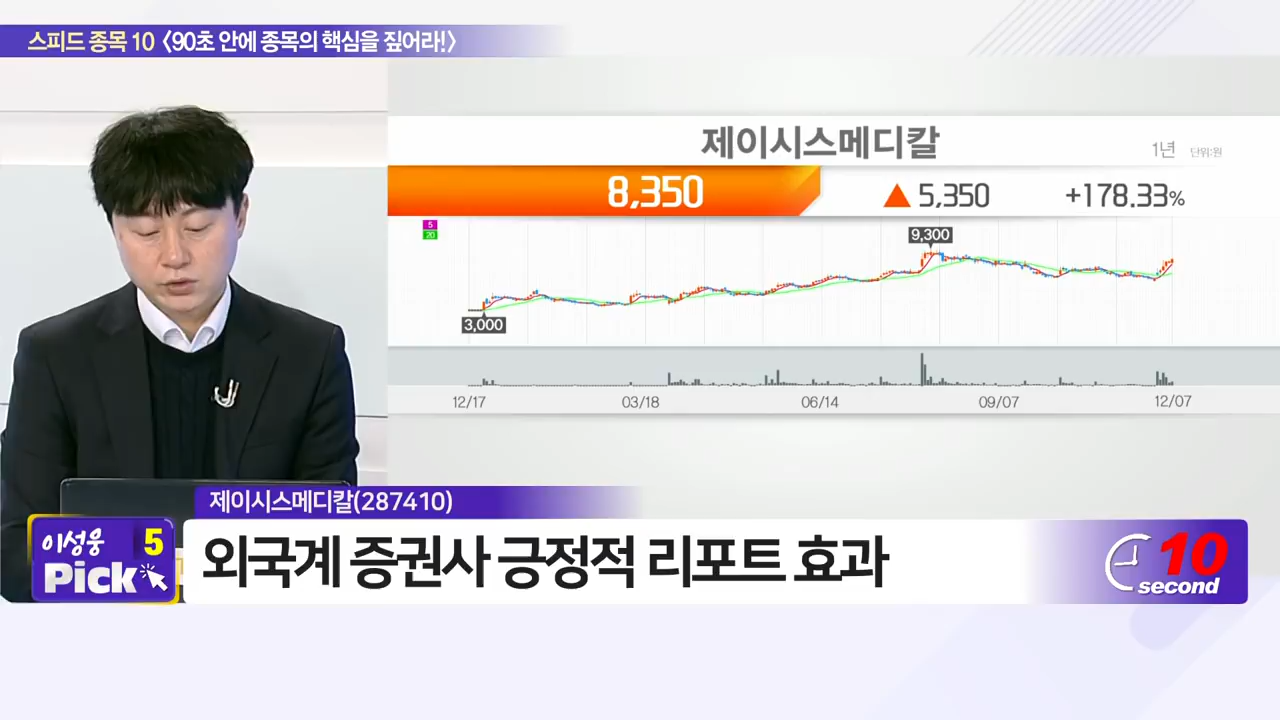 스피드 종목 10 〈90초 안에 종목의 핵심을 짚어라!〉
제이시스메디칼
1년 단위:원
8,350 ▲ 5,350 +178.33%
5
20
9,300
3,000
12/17 03/18 06/14 09/07 12/07
제이시스메디칼(287410)
이성웅 5
Pick
외국계 증권사 긍정적 리포트 효과
10
second